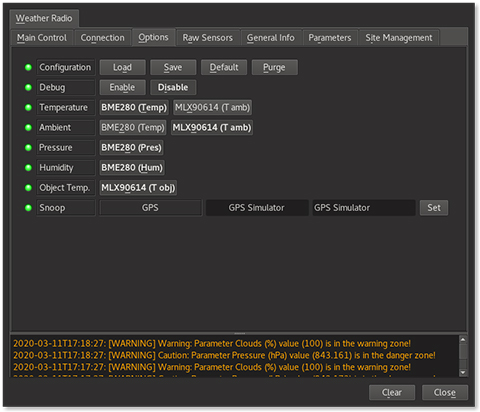 Weather Radio
Main Control Connection Options Raw Sensors General Info Parameters Site Management
Configuration Load Save Default Purge
Debug Enable Disable
Temperature BME280 (Temp) MLX90614 (T amb)
Ambient BME280 (Temp) MLX90614 (T amb)
Pressure BME280 (Pres)
Humidity BME280 (Hum)
Object Temp. MLX90614 (T obj)
Snoop GPS GPS Simulator GPS Simulator Set
2020-03-11T17:18:27: [WARNING] Warning: Parameter Clouds (%) value (100) is in the warning zone!
2020-03-11T17:18:27: [WARNING] Caution: Parameter Pressure (hPa) value (843.161) is in the danger zone!
2020-03-11T17:17:27: [WARNING] Warning: Parameter Clouds (%) value (100) is in the warning zone!
Clear Close